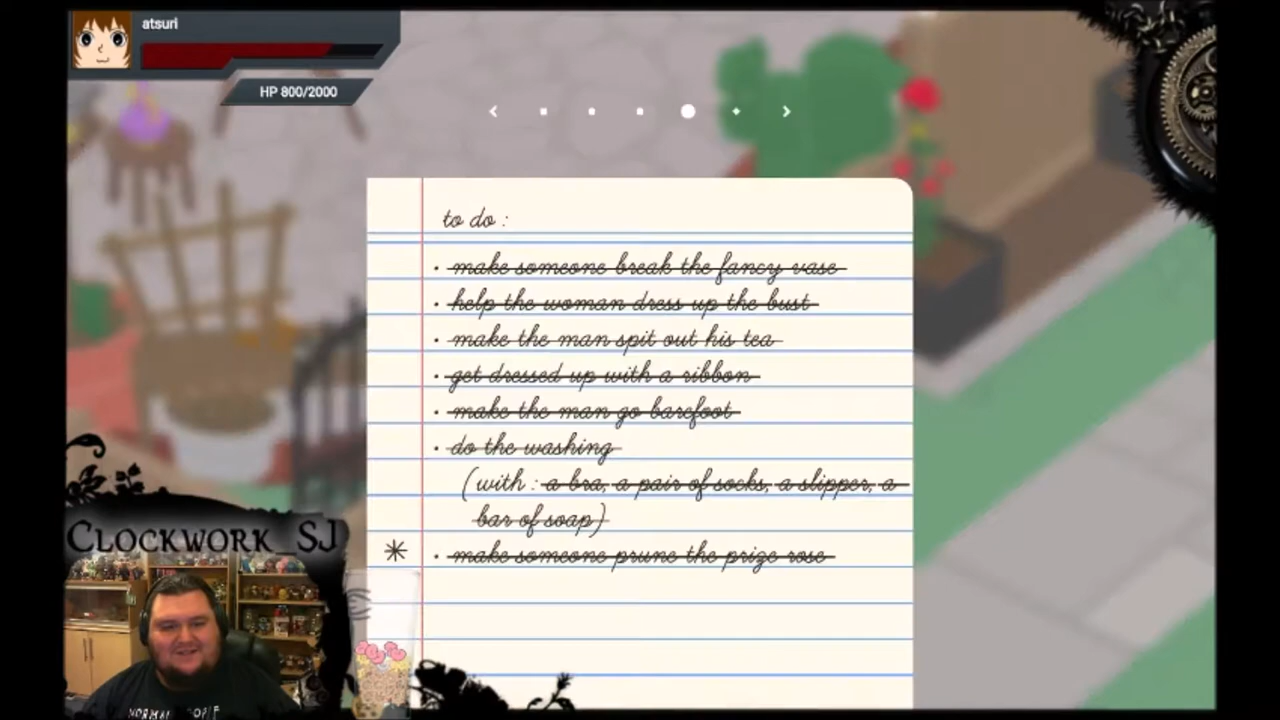 atsuri
HP 800/2000
to do :
• make someone break the fancy vase
• help the woman dress up the bust
• make the man spit out his tea
• get dressed up with a ribbon
• make the man go barefoot
• do the washing
(with : a bra, a pair of socks, a slipper, a
bar of soap)
* • make someone prune the prize rose
CLOCKWORK_SJ